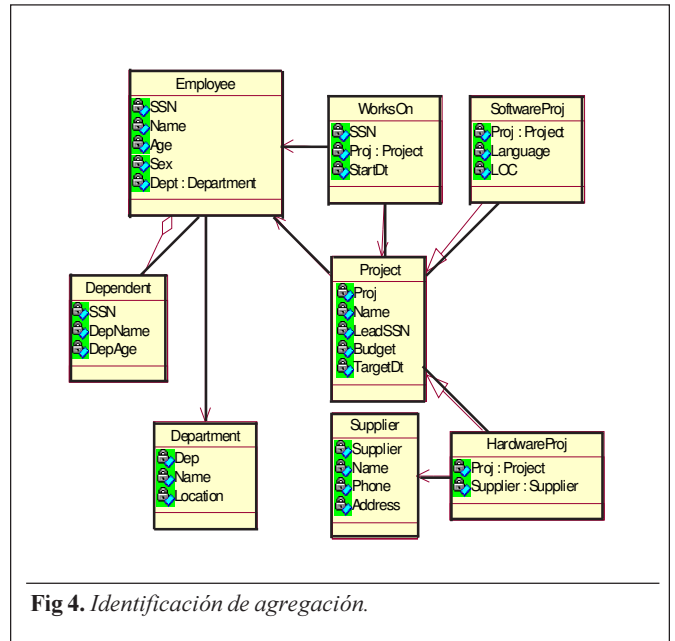 Employee
SSN
Name
Age
Sex
Dept : Department
WorksOn
SSN
Proj : Project
StartDt
SoftwareProj
Proj : Project
Language
LOC
Dependent
SSN
DepName
DepAge
Project
Proj
Name
LeadSSN
Budget
TargetDt
Department
Dep
Name
Location
Supplier
Supplier
Name
Phone
Address
HardwareProj
Proj : Project
Supplier : Supplier
Fig 4. Identificación de agregación.